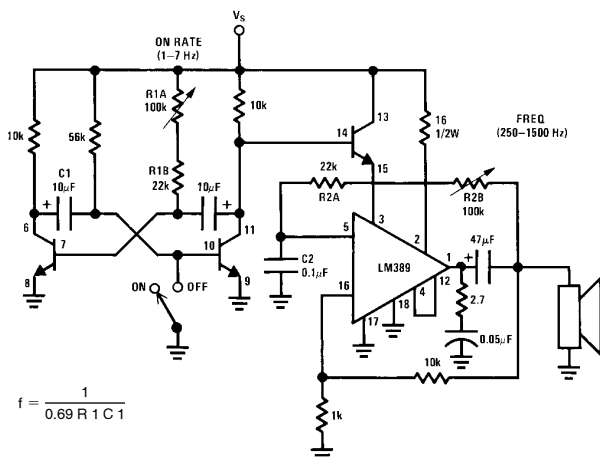 VS
ON RATE
(1–7 Hz)
R1A
100k
10k
56k
10k
13
14
15
16
1/2W
FREQ
(250–1500 Hz)
C1
10μF
R1B
22k
10μF
22k
R2A
R2B
100k
+
+
6
7
8
11
10
9
ON
OFF
5
3
2
1
47μF
+
C2
0.1μF
LM389
16
12
4
18
17
2.7
0.05μF
10k
1k
f = 1
0.69 R 1 C 1